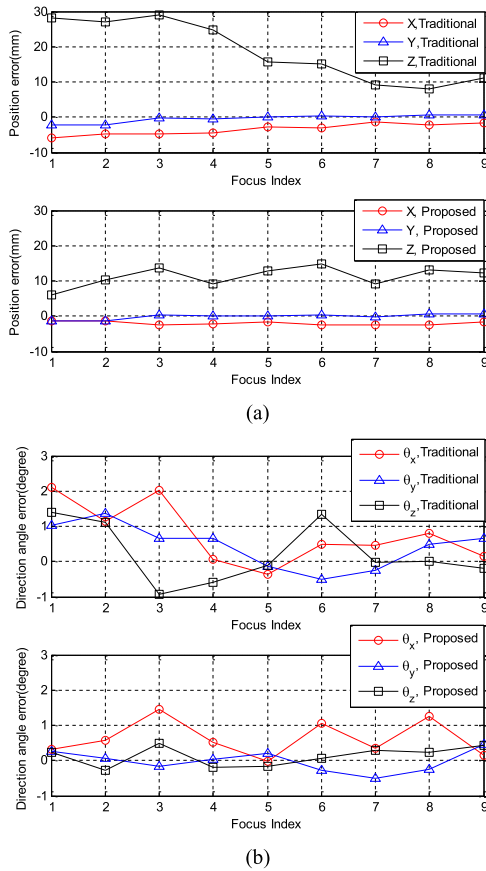 30
20
10
0
-10
Position error(mm)
X,Traditional
Y,Traditional
Z,Traditional
1 2 3 4 5 6 7 8 9
Focus Index
30
20
10
0
-10
Position error(mm)
X, Proposed
Y, Proposed
Z, Proposed
1 2 3 4 5 6 7 8 9
Focus Index
(a)
3
2
1
0
-1
Direction angle error(degree)
θx,Traditional
θy,Traditional
θz,Traditional
1 2 3 4 5 6 7 8 9
Focus Index
3
2
1
0
-1
Direction angle error(degree)
θx, Proposed
θy, Proposed
θz, Proposed
1 2 3 4 5 6 7 8 9
Focus Index
(b)